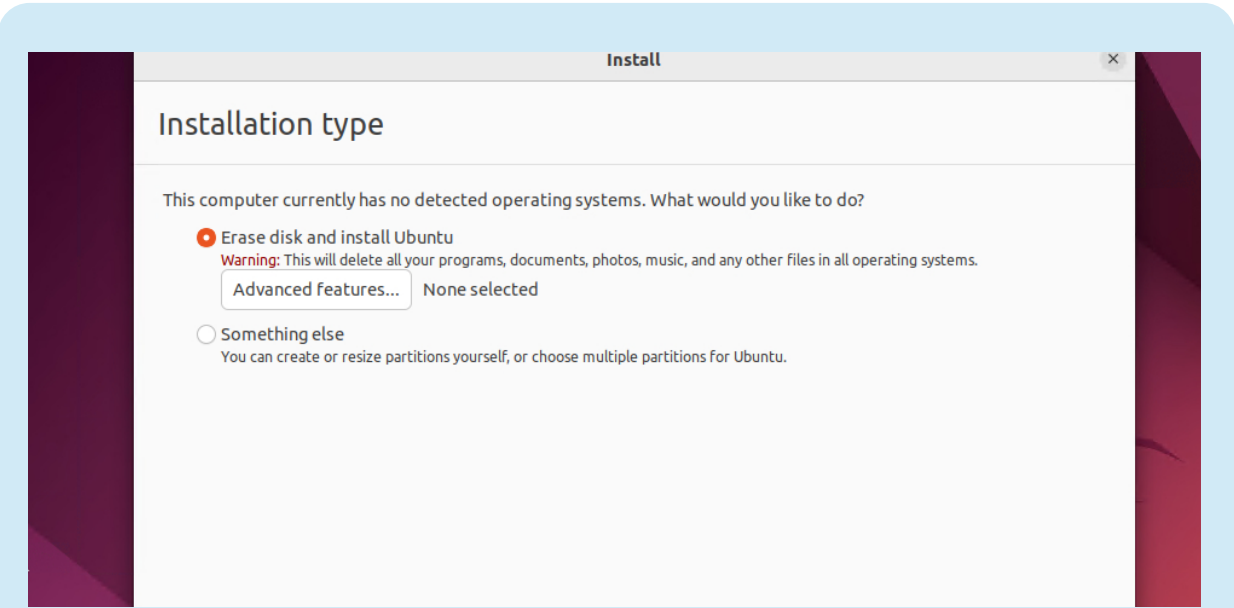 Install
Installation type
This computer currently has no detected operating systems. What would you like to do?
Erase disk and install Ubuntu
Warning: This will delete all your programs, documents, photos, music, and any other files in all operating systems.
Advanced features... None selected
Something else
You can create or resize partitions yourself, or choose multiple partitions for Ubuntu.